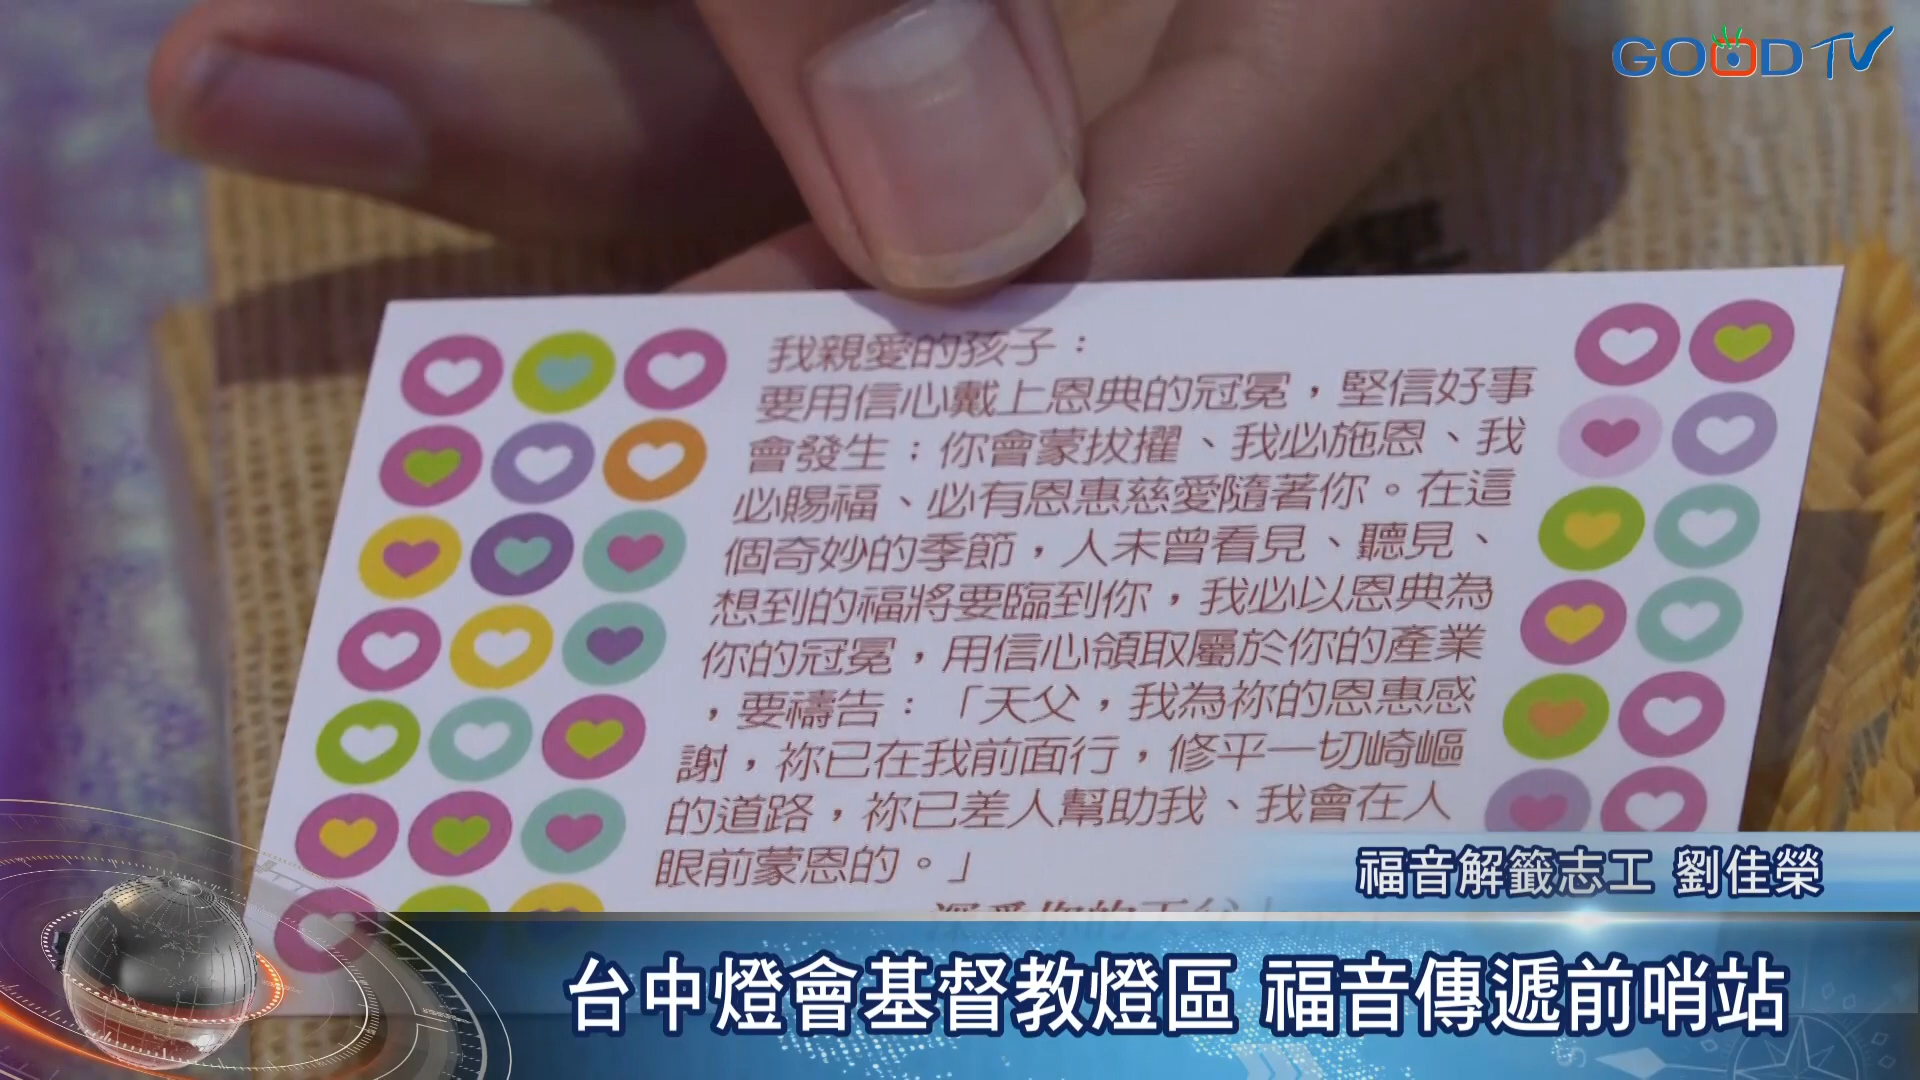 GOOD TV
我親愛的孩子：
要用信心戴上恩典的冠冕，堅信好事
會發生；你會蒙拔擢、我必施恩、我
必賜福、必有恩惠慈愛隨著你。在這
個奇妙的季節，人未曾看見、聽見、
想到的福將要臨到你，我必以恩典為
你的冠冕，用信心領取屬於你的產業
，要禱告：「天父，我為祢的恩惠感
謝，祢已在我前面行，修平一切崎嶇
的道路，祢已差人幫助我、我會在人
眼前蒙恩的。」
福音解籤志工 劉佳榮
台中燈會基督教燈區 福音傳遞前哨站